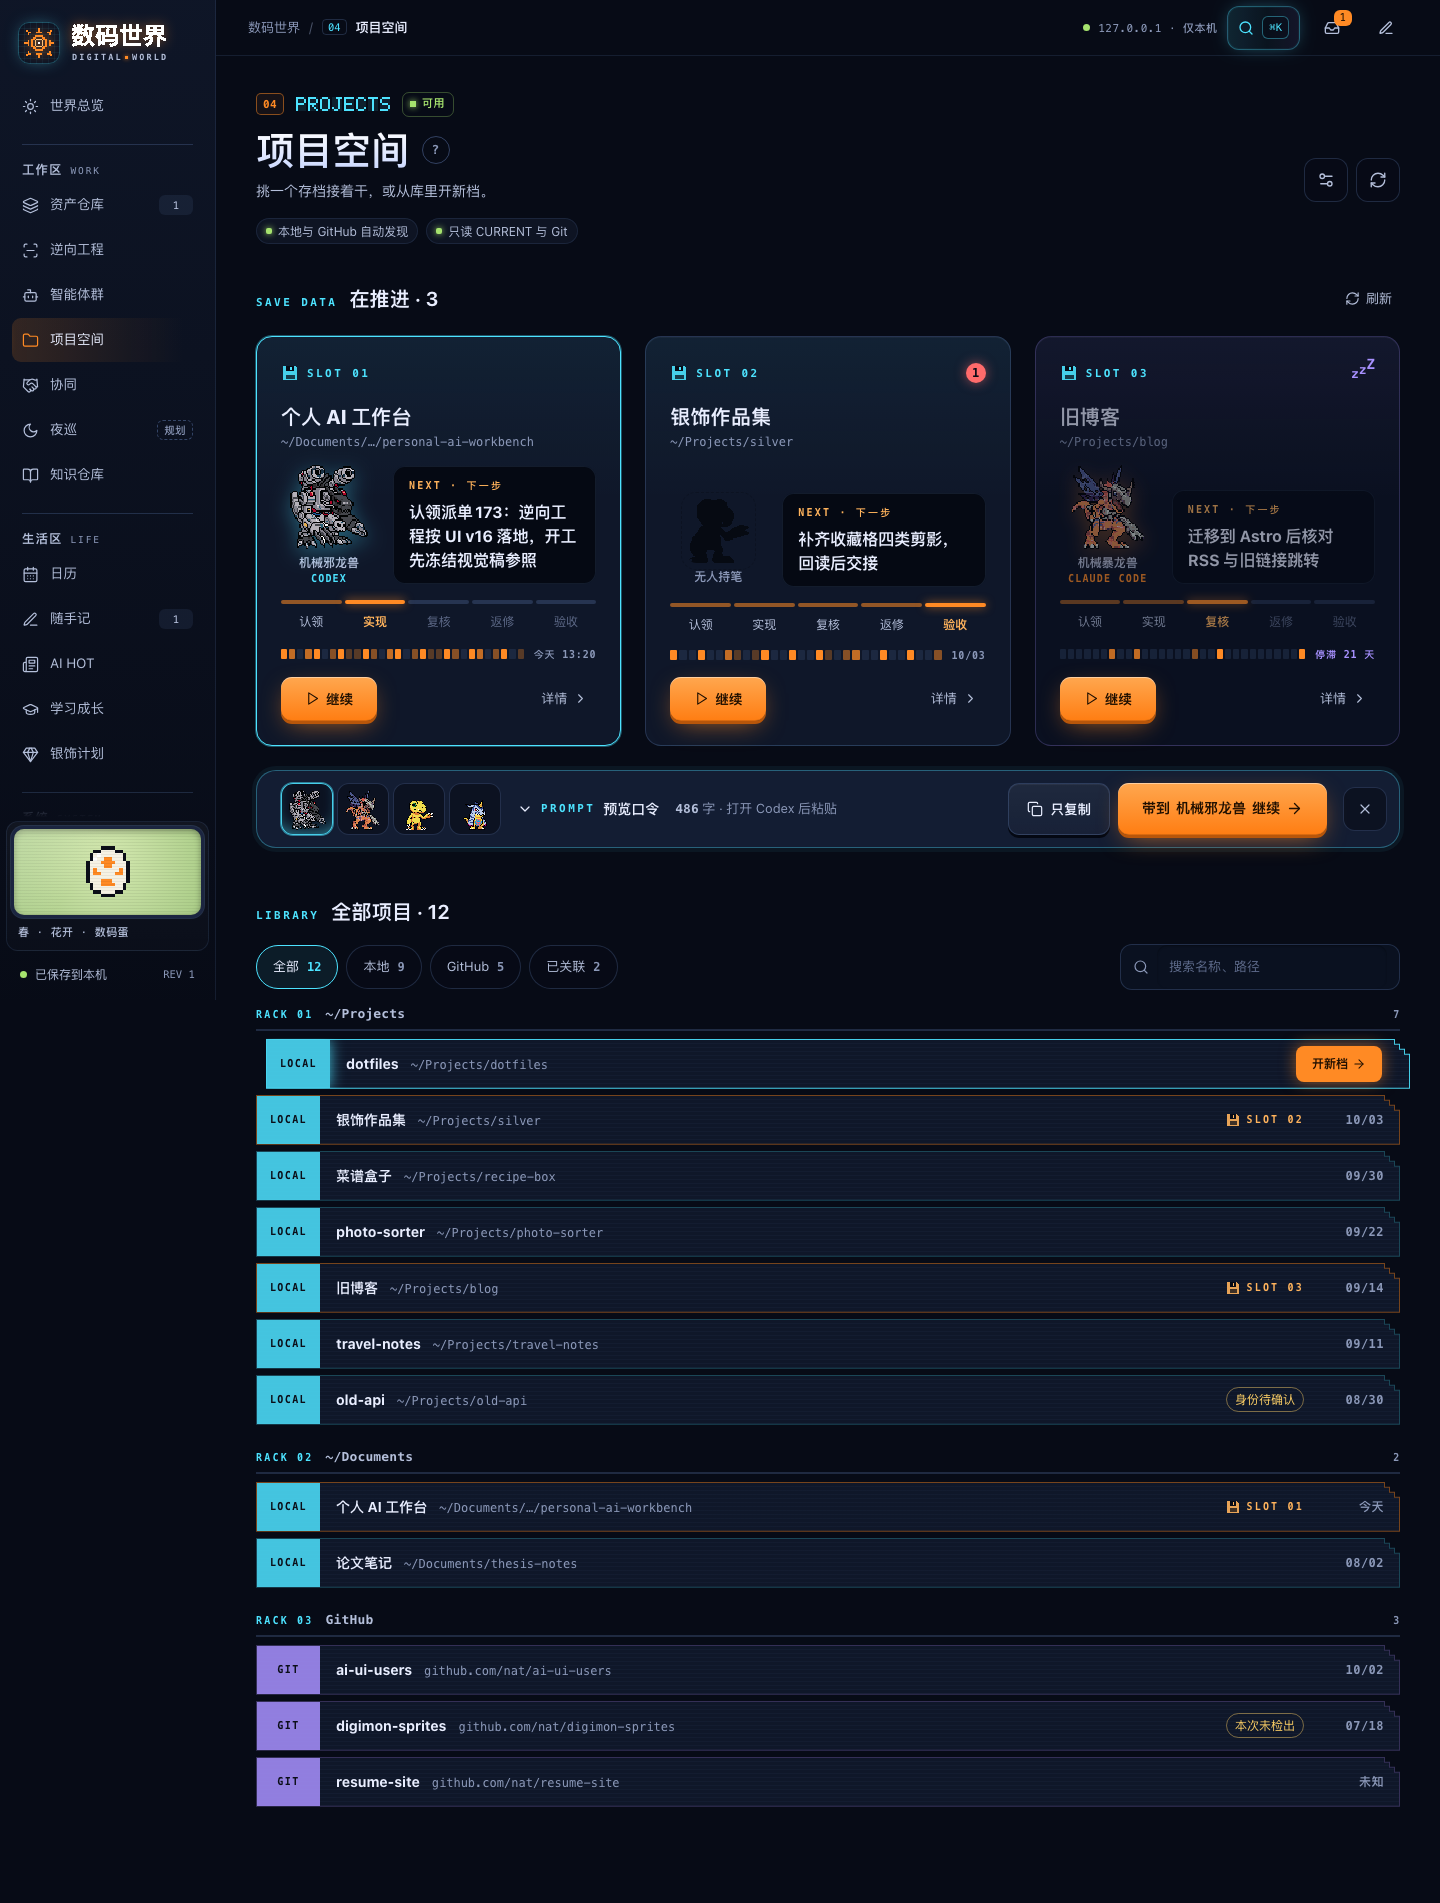 数码世界
DIGITAL WORLD
世界总览
工作区 WORK
资产仓库 1
逆向工程
智能体群
项目空间
协同
夜巡 规划
知识仓库
生活区 LIFE
日历
随手记 1
AI HOT
学习成长
银饰计划
春 · 花开 · 数码蛋
已保存到本机 REV 1
数码世界 / 04 项目空间
127.0.0.1 · 仅本机 ⌘K 1
04 PROJECTS 可用
项目空间 ?
挑一个存档接着干，或从库里开新档。
本地与 GitHub 自动发现 只读 CURRENT 与 Git
SAVE DATA 在推进 · 3 刷新
SLOT 01
个人 AI 工作台
~/Documents/…/personal-ai-workbench
NEXT · 下一步
认领派单 173：逆向工
程按 UI v16 落地，开工
先冻结视觉稿参照
机械邪龙兽
CODEX
认领 实现 复核 返修 验收
今天 13:20
继续 详情
SLOT 02 1
银饰作品集
~/Projects/silver
NEXT · 下一步
补齐收藏格四类剪影，
回读后交接
无人持笔
认领 实现 复核 返修 验收
10/03
继续 详情
SLOT 03 zzZ
旧博客
~/Projects/blog
NEXT · 下一步
迁移到 Astro 后核对
RSS 与旧链接跳转
机械暴龙兽
CLAUDE CODE
认领 实现 复核 返修 验收
停滞 21 天
继续 详情
PROMPT 预览口令 486 字 · 打开 Codex 后粘贴 只复制 带到 机械邪龙兽 继续
LIBRARY 全部项目 · 12
全部 12 本地 9 GitHub 5 已关联 2 搜索名称、路径
RACK 01 ~/Projects 7
LOCAL dotfiles ~/Projects/dotfiles 开新档
LOCAL 银饰作品集 ~/Projects/silver SLOT 02 10/03
LOCAL 菜谱盒子 ~/Projects/recipe-box 09/30
LOCAL photo-sorter ~/Projects/photo-sorter 09/22
LOCAL 旧博客 ~/Projects/blog SLOT 03 09/14
LOCAL travel-notes ~/Projects/travel-notes 09/11
LOCAL old-api ~/Projects/old-api 身份待确认 08/30
RACK 02 ~/Documents 2
LOCAL 个人 AI 工作台 ~/Documents/…/personal-ai-workbench SLOT 01 今天
LOCAL 论文笔记 ~/Documents/thesis-notes 08/02
RACK 03 GitHub 3
GIT ai-ui-users github.com/nat/ai-ui-users 10/02
GIT digimon-sprites github.com/nat/digimon-sprites 本次未检出 07/18
GIT resume-site github.com/nat/resume-site 未知